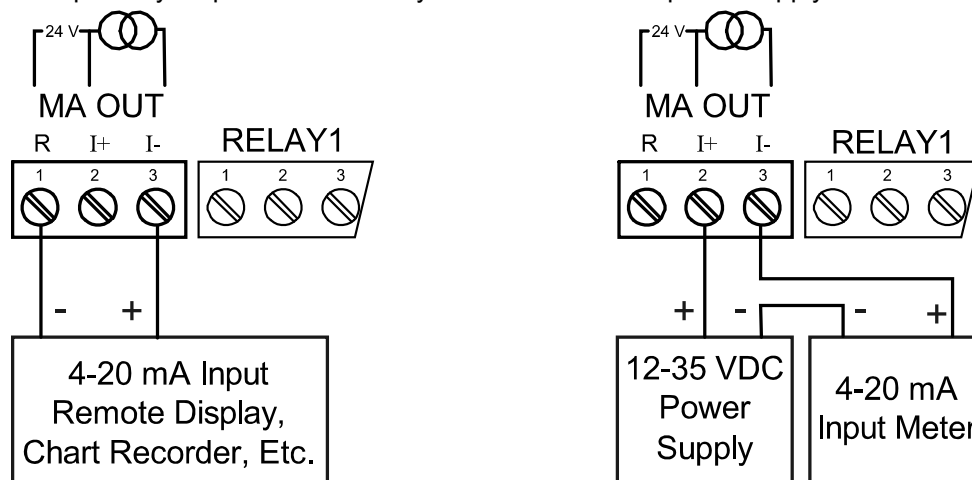 24 V
MA OUT
R I+ I-
RELAY1
1 2 3
1 2 3
- +
4-20 mA Input
Remote Display,
Chart Recorder, Etc.
24 V
MA OUT
R I+ I-
RELAY1
1 2 3
1 2 3
+ - - +
12-35 VDC
Power
Supply
4-20 mA
Input Meter